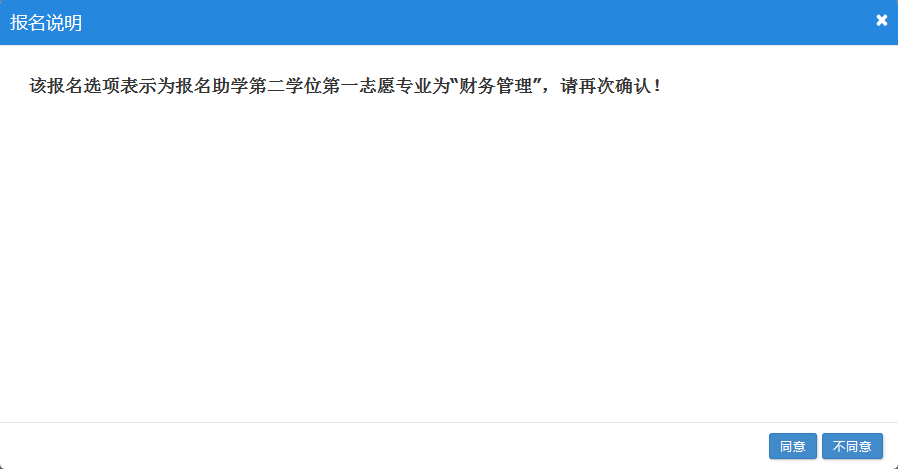 报名说明
该报名选项表示为报名助学第二学位第一志愿专业为“财务管理”，请再次确认！
同意 不同意